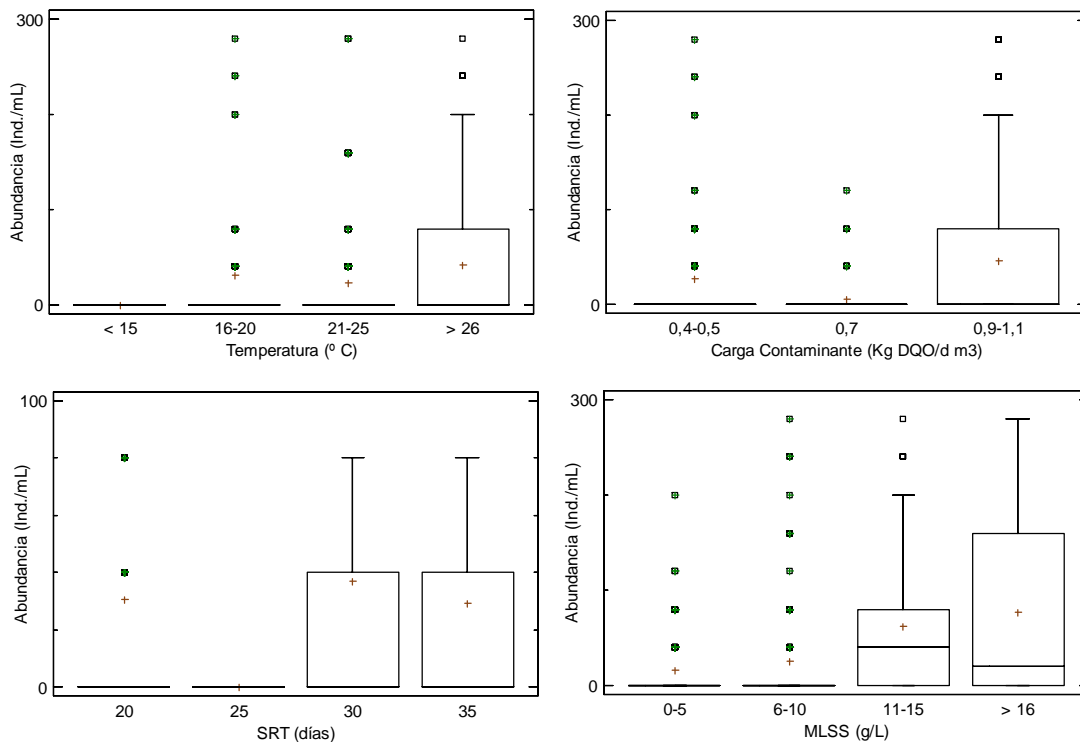 300
Abundancia (Ind./mL)
0
< 15 16-20 21-25 > 26
Temperatura (º C)
300
Abundancia (Ind./mL)
0
0,4-0,5 0,7 0,9-1,1
Carga Contaminante (Kg DQO/d m3)
100
Abundancia (Ind./mL)
0
20 25 30 35
SRT (días)
300
Abundancia (Ind./mL)
0
0-5 6-10 11-15 > 16
MLSS (g/L)